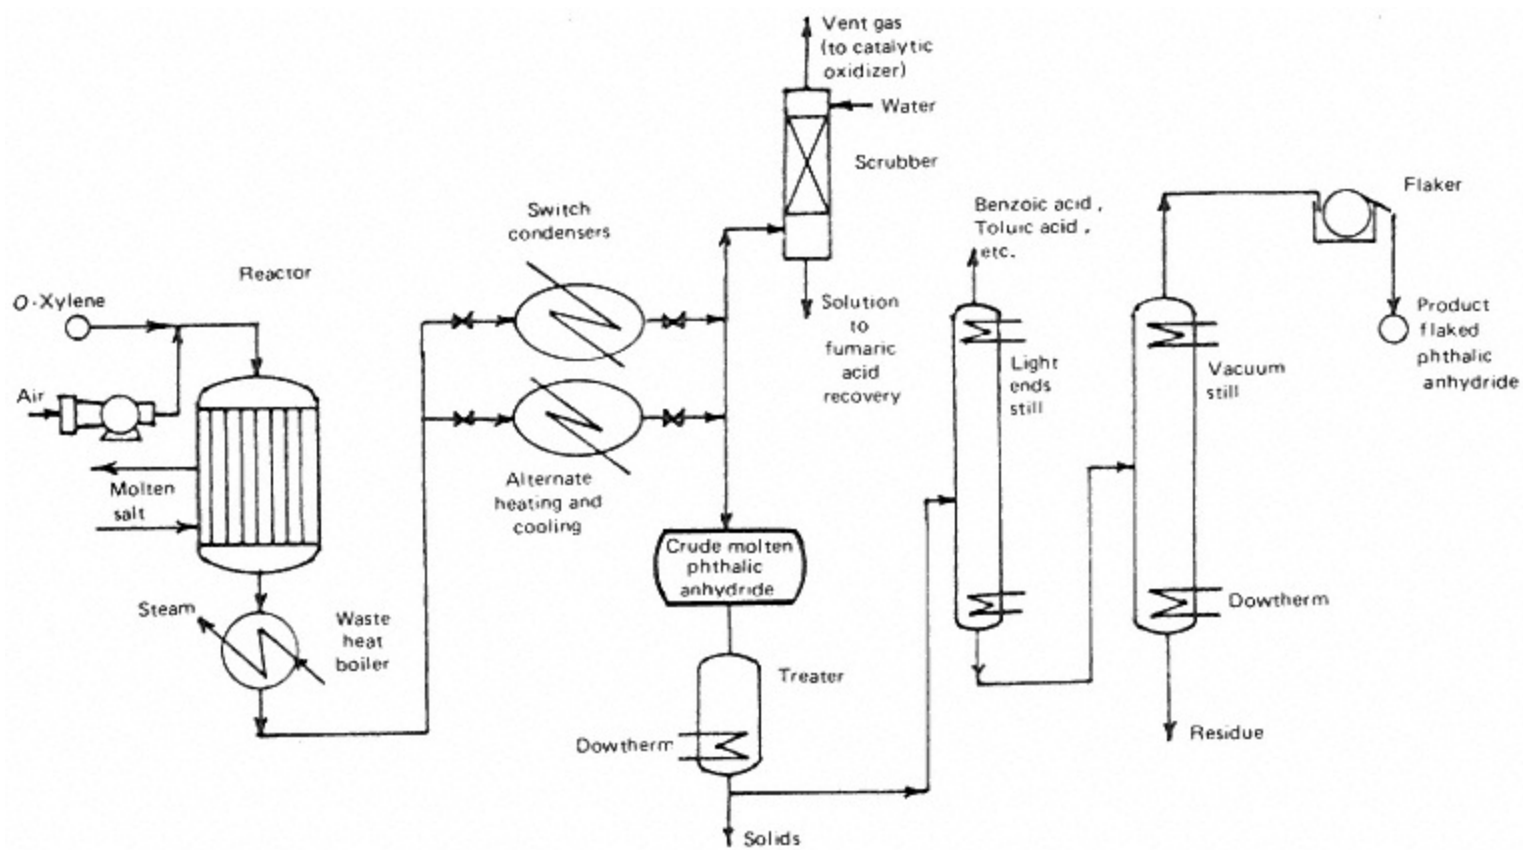 Vent gas
(to catalytic
oxidizer)
Water
Scrubber
Flaker
Benzoic acid,
Toluic acid,
etc.
Switch
condensers
Reactor
O-Xylene
Air
Molten
salt
Solution
to
fumaric
acid
recovery
Product
flaked
phthalic
anhydride
Light
ends
still
Vacuum
still
Alternate
heating and
cooling
Crude molten
phthalic
anhydride
Steam
Waste
heat
boiler
Dowtherm
Treater
Dowtherm
Residue
Solids